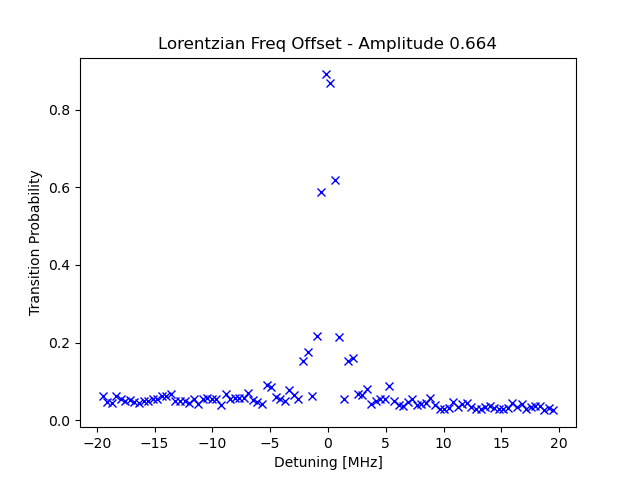 Lorentzian Freq Offset - Amplitude 0.664
Transition Probability
0.8
0.6
0.4
0.2
0.0
−20 −15 −10 −5 0 5 10 15 20
Detuning [MHz]